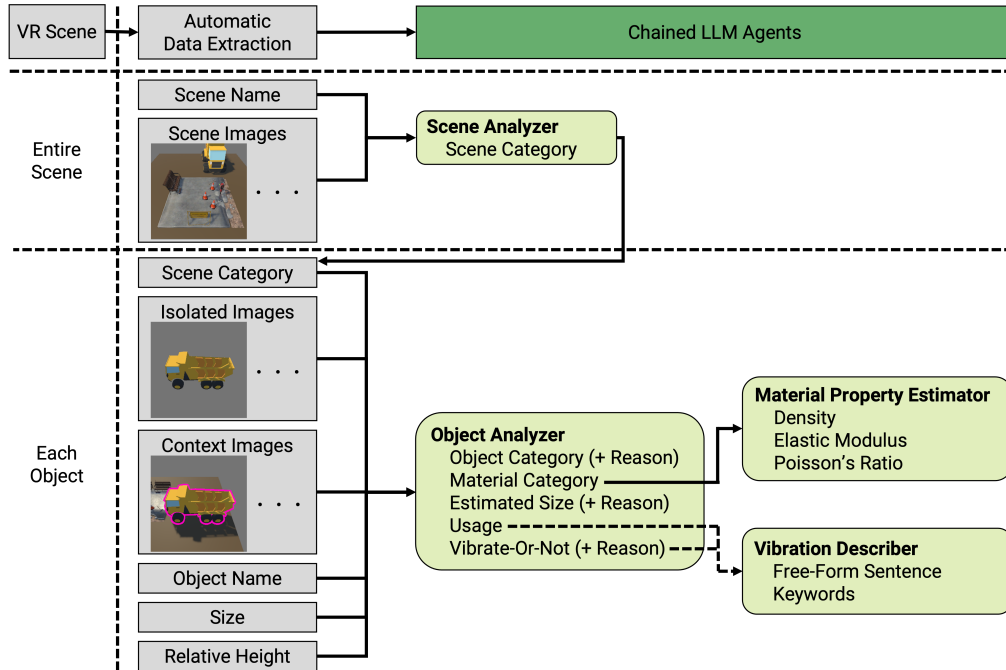 VR Scene
Automatic
Data Extraction
Chained LLM Agents
Entire
Scene
Scene Name
Scene Images
. . .
Scene Analyzer
Scene Category
Each
Object
Scene Category
Isolated Images
. . .
Context Images
. . .
Object Name
Size
Relative Height
Object Analyzer
Object Category (+ Reason)
Material Category
Estimated Size (+ Reason)
Usage
Vibrate-Or-Not (+ Reason)
Material Property Estimator
Density
Elastic Modulus
Poisson's Ratio
Vibration Describer
Free-Form Sentence
Keywords